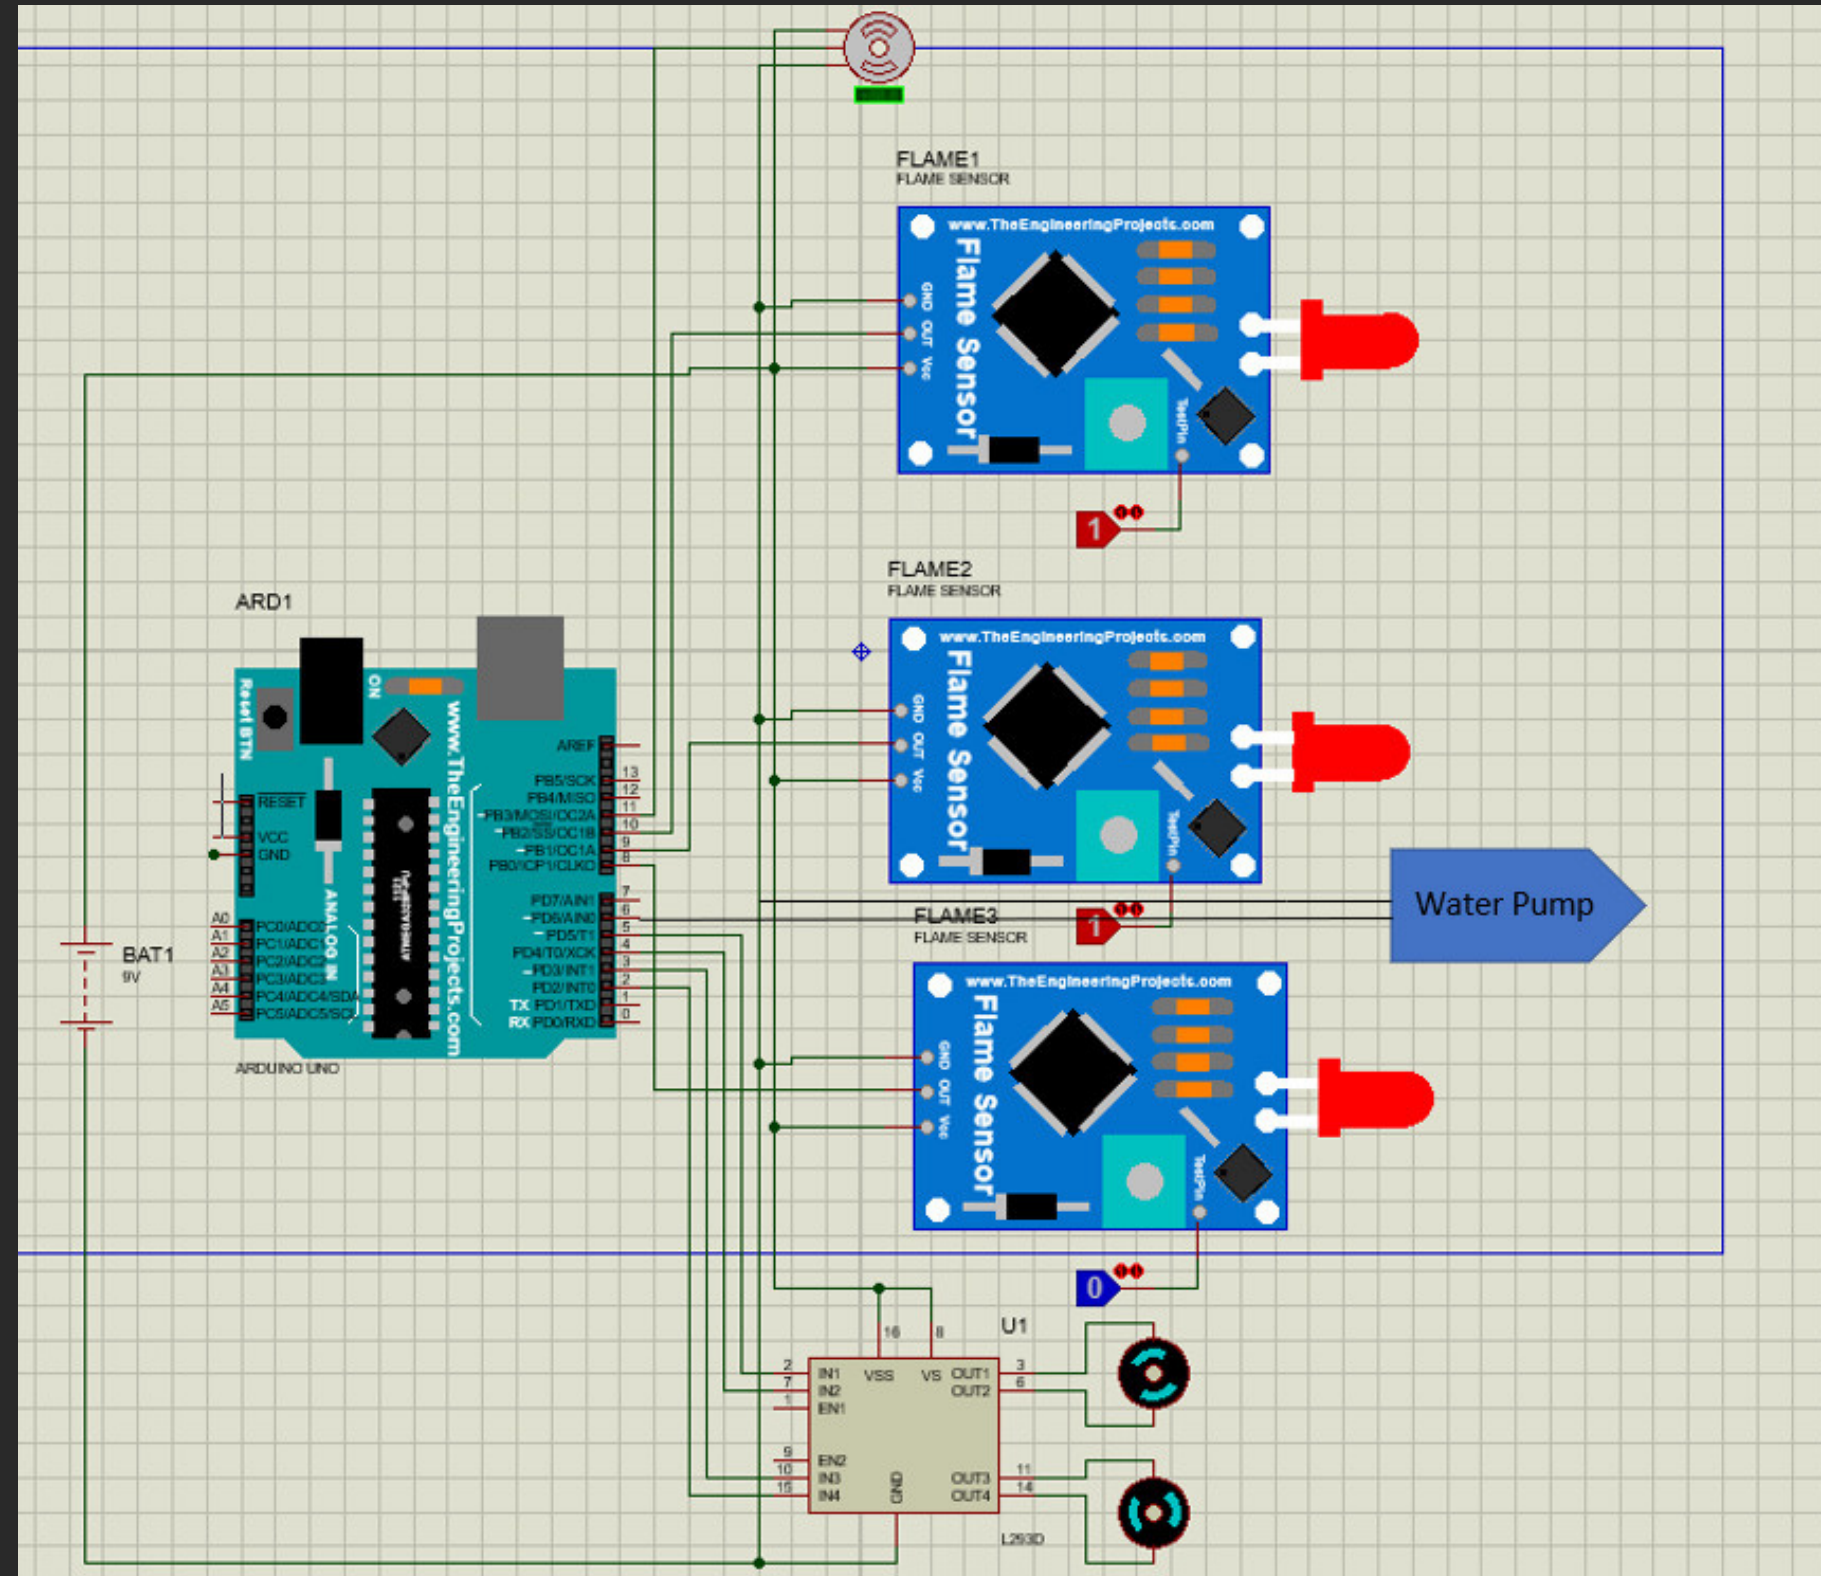 FLAME1
FLAME SENSOR
www.TheEngineeringProjects.com
Flame Sensor
GND
OUT
Vcc
TestPin
1
FLAME2
FLAME SENSOR
www.TheEngineeringProjects.com
Flame Sensor
GND
OUT
Vcc
TestPin
1
Water Pump
FLAME3
FLAME SENSOR
www.TheEngineeringProjects.com
Flame Sensor
GND
OUT
Vcc
TestPin
0
ARD1
Reset BTN
ON
www.TheEngineeringProjects.com
RESET
VCC
GND
ANALOG IN
A0 PC0/ADC0
A1 PC1/ADC1
A2 PC2/ADC2
A3 PC3/ADC3
A4 PC4/ADC4/SDA
A5 PC5/ADC5/SCL
AREF
PB5/SCK 13
PB4/MISO 12
PB3/MOSI/OC2A 11
PB2/SS/OC1B 10
PB1/OC1A 9
PB0/ICP1/CLKO 8
PD7/AIN1 7
PD6/AIN0 6
PD5/T1 5
PD4/T0/XCK 4
PD3/INT1 3
PD2/INT0 2
TX PD1/TXD 1
RX PD0/RXD 0
ARDUINO UNO
BAT1
9V
U1
16 8
2 IN1 VSS VS OUT1 3
7 IN2 OUT2 6
1 EN1
9 EN2
10 IN3 OUT3 11
15 IN4 GND OUT4 14
L293D